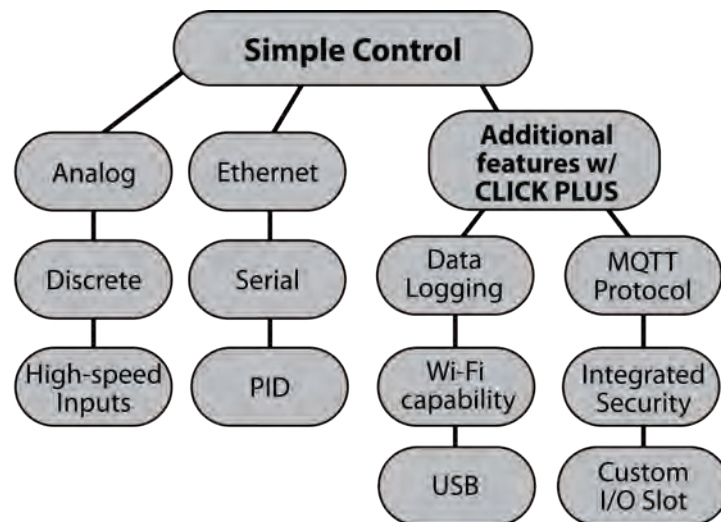 Simple Control
Analog
Ethernet
Additional
features w/
CLICK PLUS
Discrete
Serial
Data
Logging
MQTT
Protocol
High-speed
Inputs
PID
Wi-Fi
capability
Integrated
Security
USB
Custom
I/O Slot